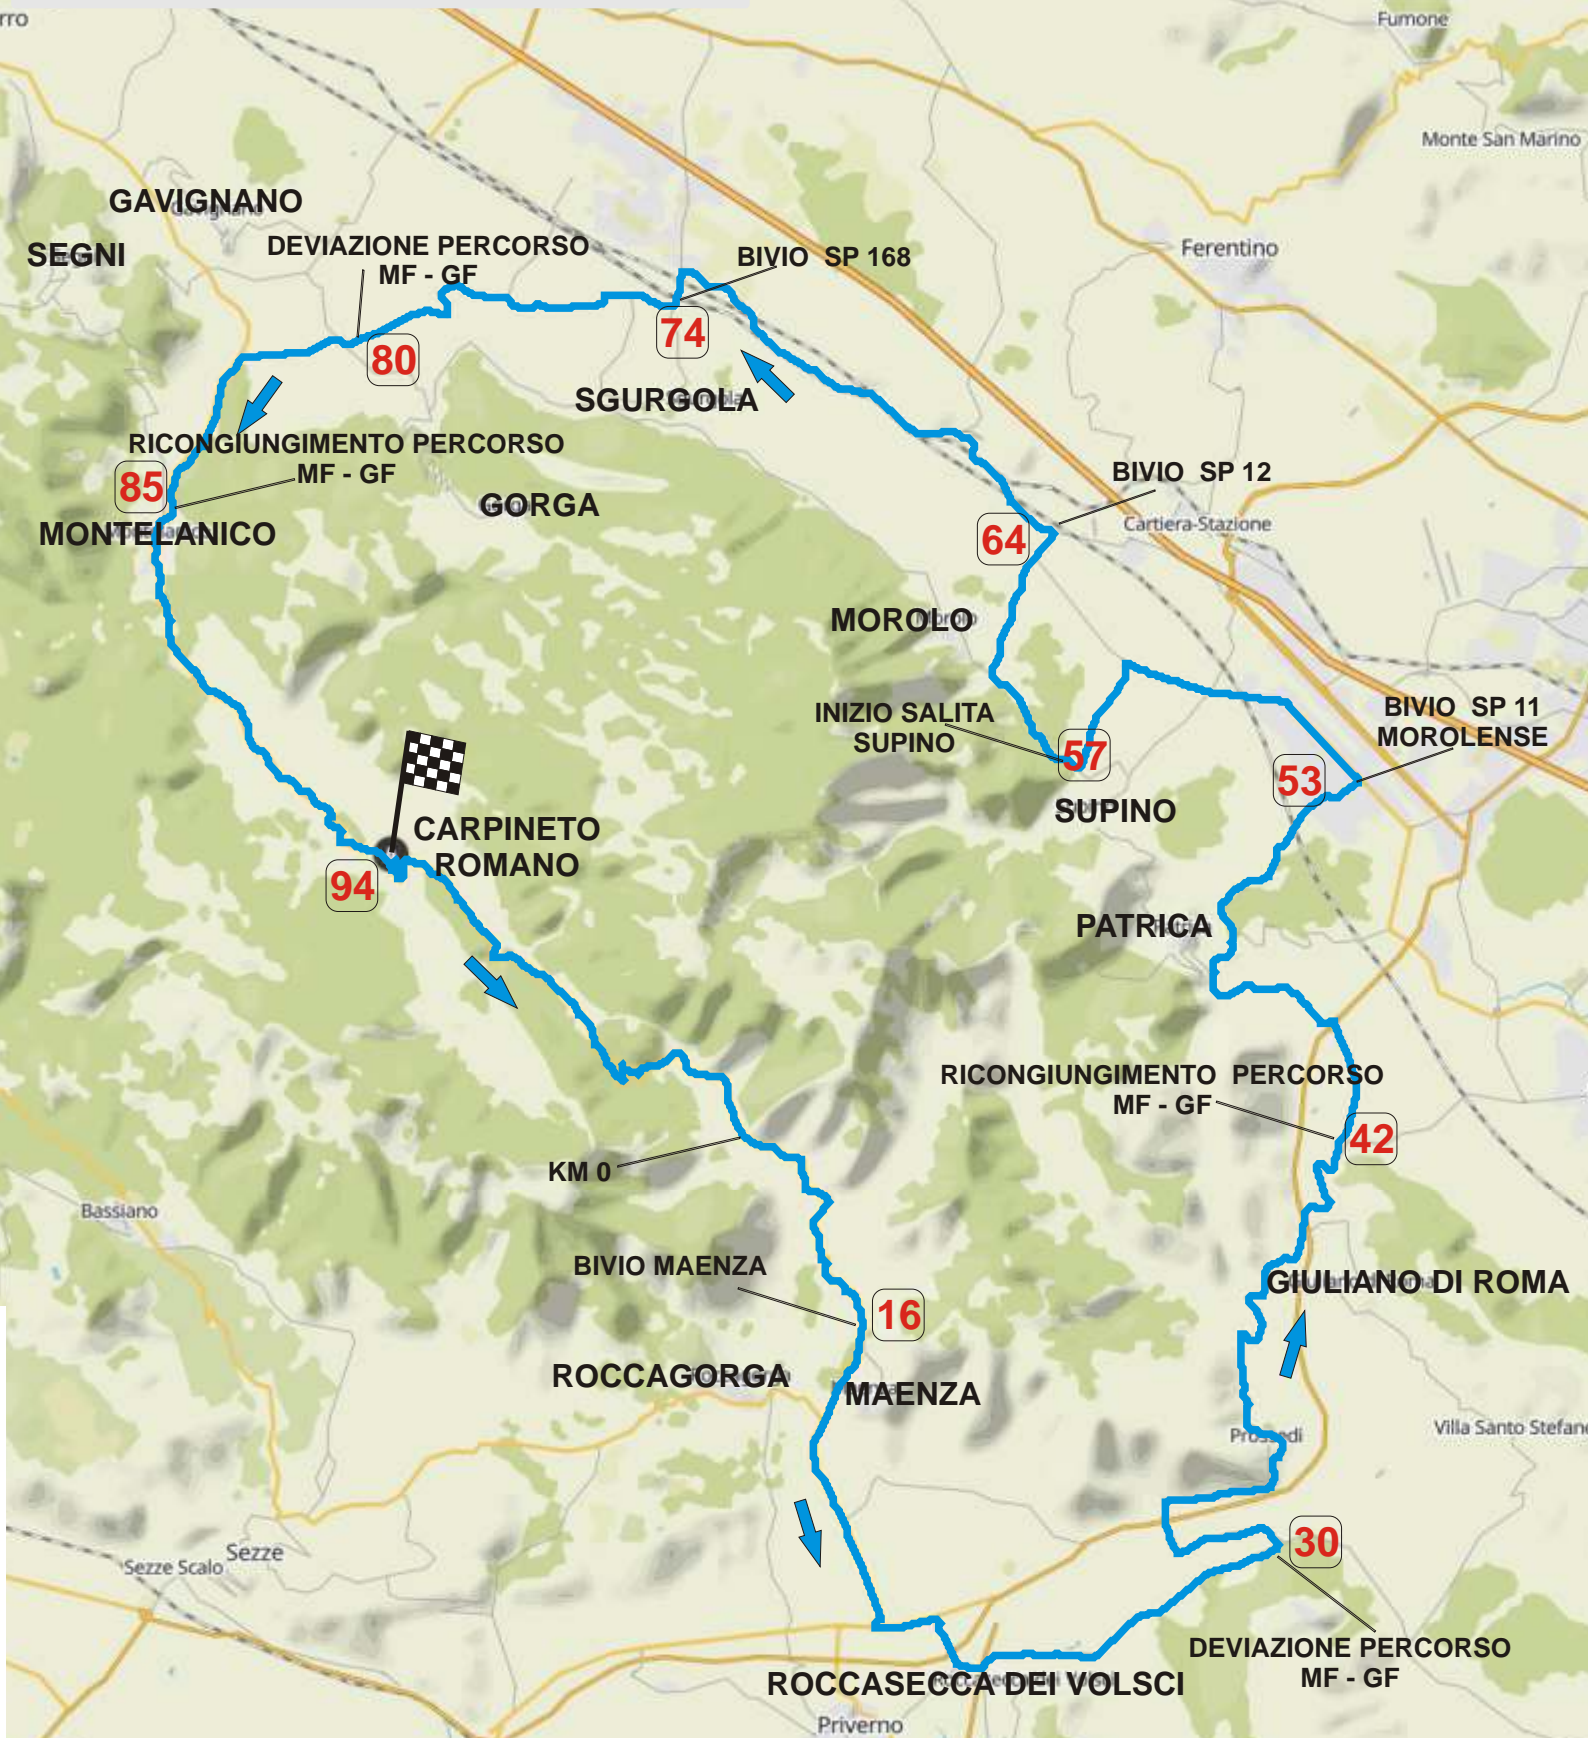 rro
Fumone
Monte San Marino
GAVIGNANO
SEGNI
DEVIAZIONE PERCORSO
MF - GF
BIVIO SP 168
Ferentino
74
80
SGURGOLA
RICONGIUNGIMENTO PERCORSO
MF - GF
85
MONTELANICO
GORGA
BIVIO SP 12
Cartiera-Stazione
64
MOROLO
INIZIO SALITA
SUPINO
57
SUPINO
BIVIO SP 11
MOROLENSE
53
CARPINETO
ROMANO
94
PATRICA
RICONGIUNGIMENTO PERCORSO
MF - GF
42
KM 0
Bassiano
BIVIO MAENZA
16
GIULIANO DI ROMA
ROCCAGORGA
MAENZA
Prossedi
Villa Santo Stefano
30
Sezze
Sezze Scalo
DEVIAZIONE PERCORSO
MF - GF
ROCCASECCA DEI VOLSCI
Priverno